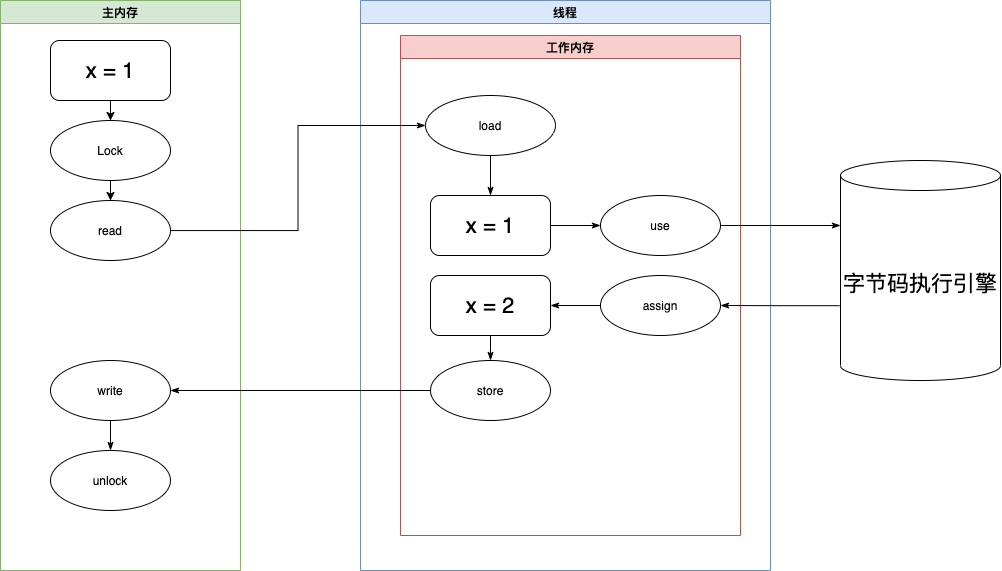 主内存
x = 1
Lock
read
write
unlock
线程
工作内存
load
x = 1
use
x = 2
assign
store
字节码执行引擎